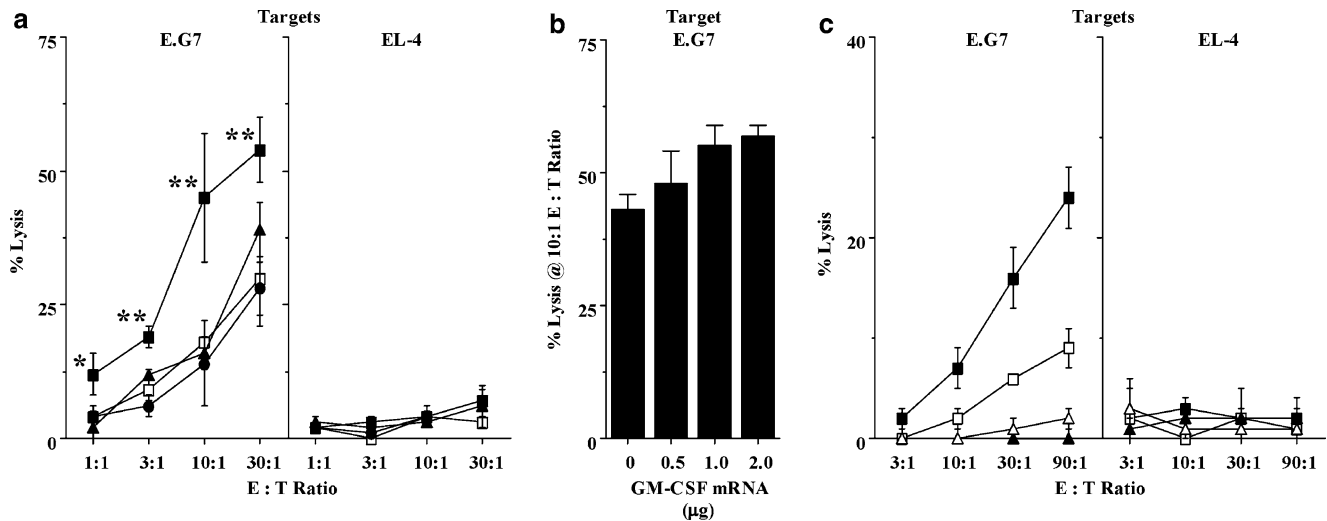 a
Targets
E.G7
EL-4
75
50
25
0
% Lysis
*
**
**
**
1:1
3:1
10:1
30:1
1:1
3:1
10:1
30:1
E : T Ratio
b
Target
E.G7
75
50
25
0
% Lysis @ 10:1 E : T Ratio
0
0.5
1.0
2.0
GM-CSF mRNA
(µg)
c
Targets
E.G7
EL-4
40
20
0
% Lysis
3:1
10:1
30:1
90:1
3:1
10:1
30:1
90:1
E : T Ratio